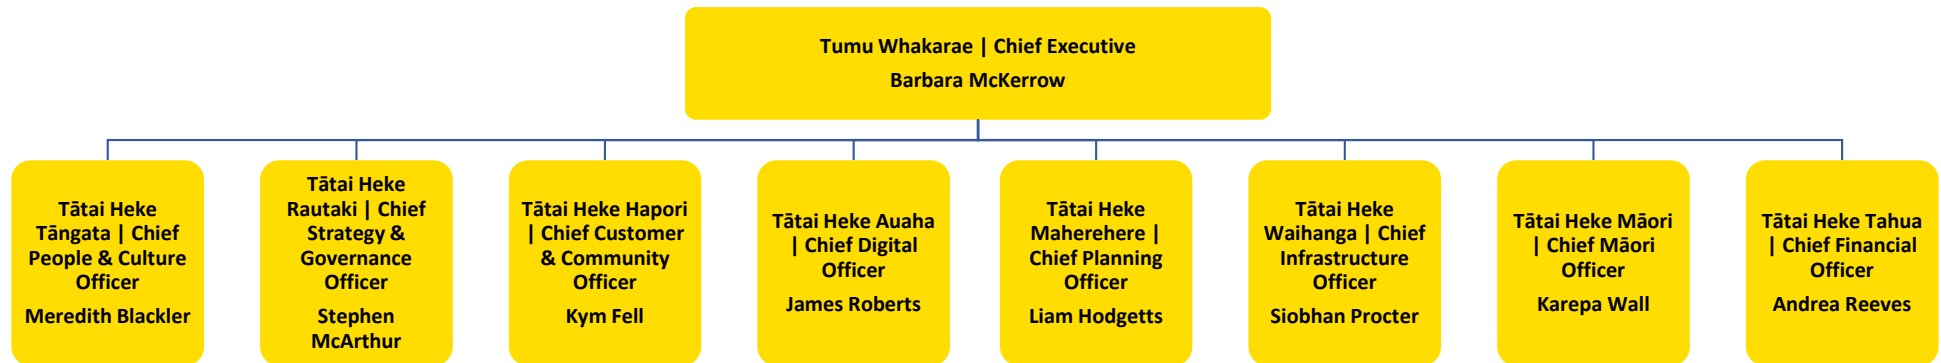 Tumu Whakarae | Chief Executive
Barbara McKerrow
Tātai Heke
Tāngata | Chief
People & Culture
Officer
Meredith Blackler
Tātai Heke
Rautaki | Chief
Strategy &
Governance
Officer
Stephen
McArthur
Tātai Heke Hapori
| Chief Customer
& Community
Officer
Kym Fell
Tātai Heke Auaha
| Chief Digital
Officer
James Roberts
Tātai Heke
Maherehere |
Chief Planning
Officer
Liam Hodgetts
Tātai Heke
Waihanga | Chief
Infrastructure
Officer
Siobhan Procter
Tātai Heke Māori
| Chief Māori
Officer
Karepa Wall
Tātai Heke Tahua
| Chief Financial
Officer
Andrea Reeves